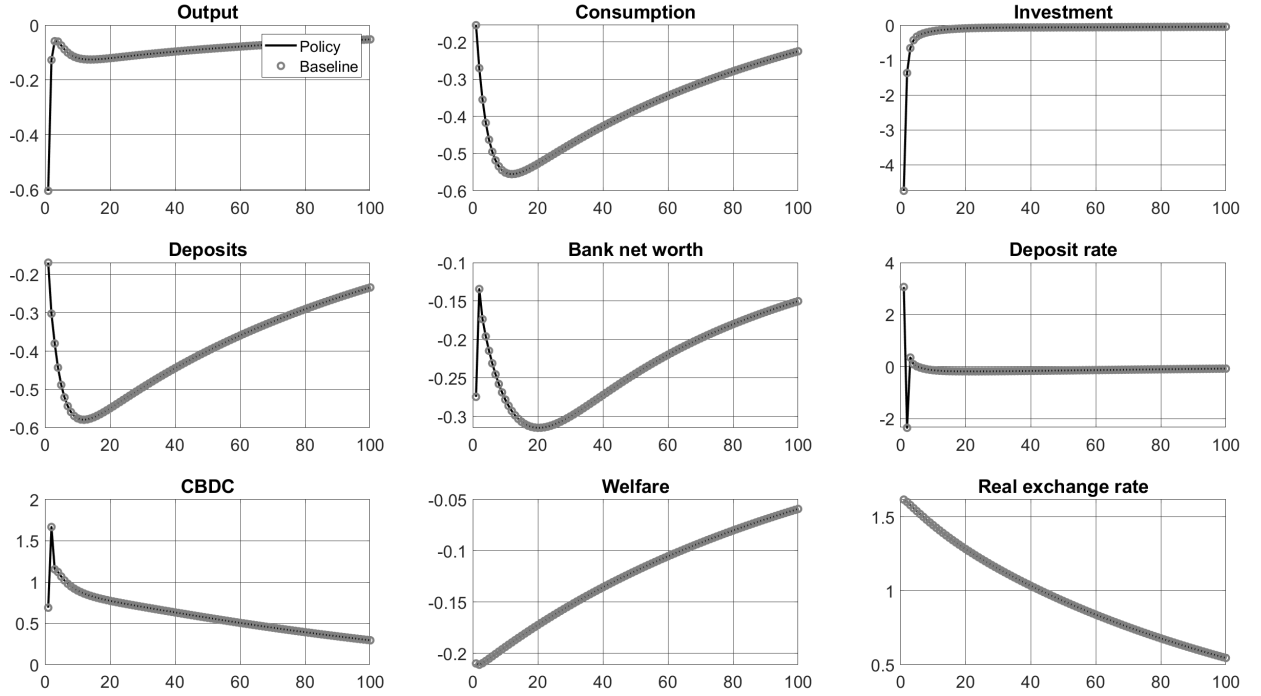 Output
0
-0.2
-0.4
-0.6
0 20 40 60 80 100
Policy
Baseline
Consumption
-0.2
-0.3
-0.4
-0.5
-0.6
0 20 40 60 80 100
Investment
0
-1
-2
-3
-4
0 20 40 60 80 100
Deposits
-0.2
-0.3
-0.4
-0.5
-0.6
0 20 40 60 80 100
Bank net worth
-0.1
-0.15
-0.2
-0.25
-0.3
0 20 40 60 80 100
Deposit rate
4
2
0
-2
0 20 40 60 80 100
CBDC
2
1.5
1
0.5
0
0 20 40 60 80 100
Welfare
-0.05
-0.1
-0.15
-0.2
0 20 40 60 80 100
Real exchange rate
1.5
1
0.5
0 20 40 60 80 100